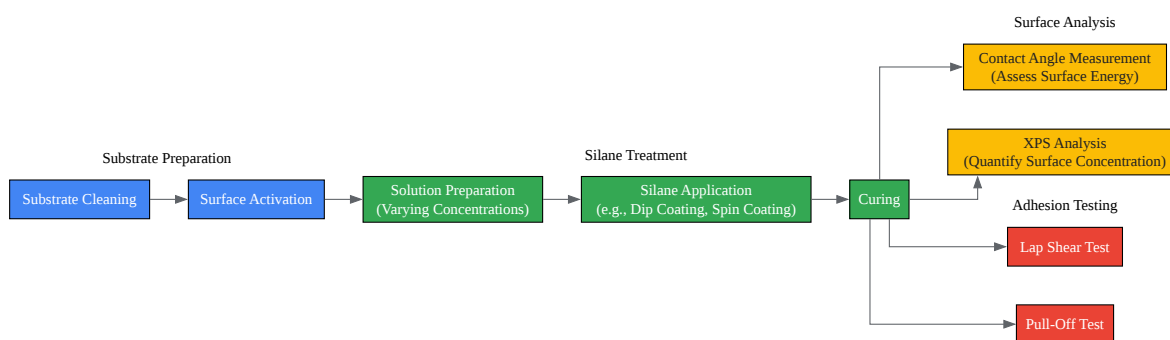 Surface Analysis
Contact Angle Measurement
(Assess Surface Energy)
XPS Analysis
(Quantify Surface Concentration)
Substrate Preparation
Silane Treatment
Substrate Cleaning
Surface Activation
Solution Preparation
(Varying Concentrations)
Silane Application
(e.g., Dip Coating, Spin Coating)
Curing
Adhesion Testing
Lap Shear Test
Pull-Off Test